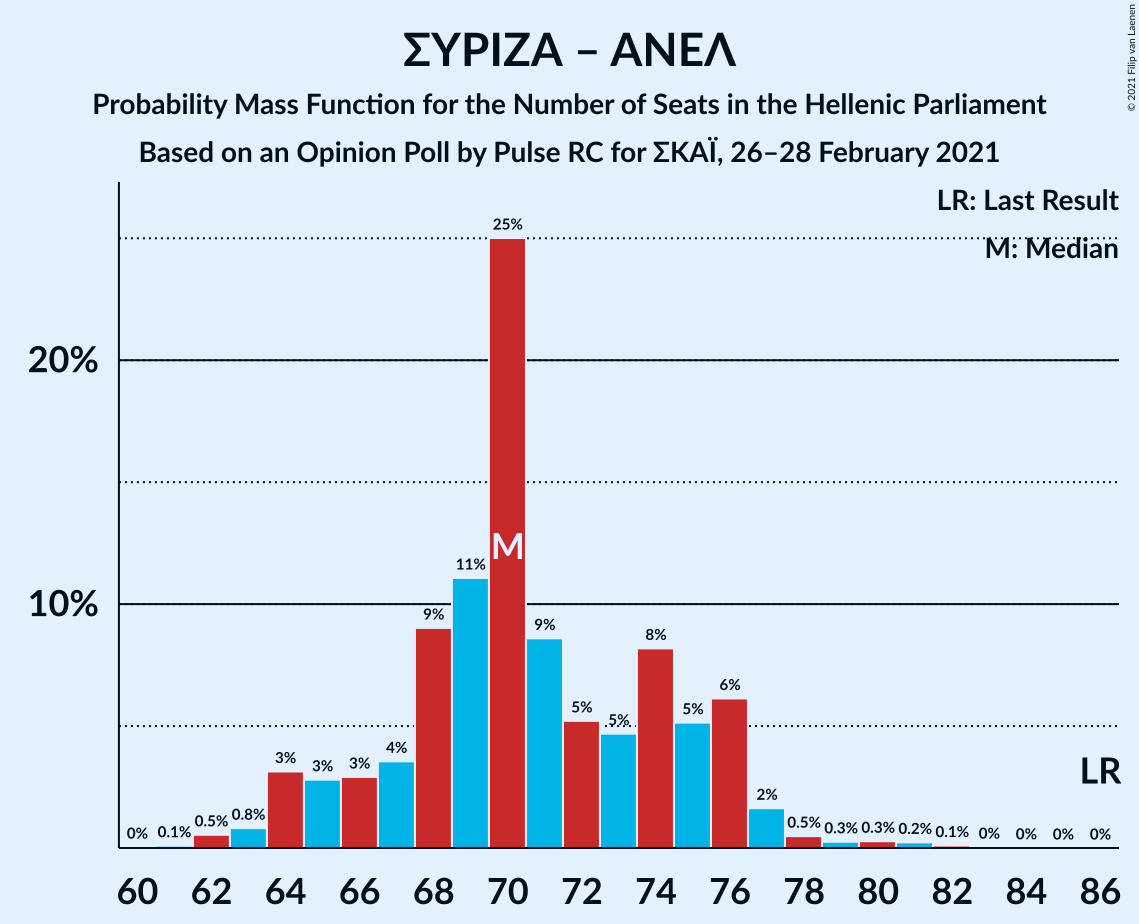 ΣΥΡΙΖΑ – ΑΝΕΛ
Probability Mass Function for the Number of Seats in the Hellenic Parliament
Based on an Opinion Poll by Pulse RC for ΣΚΑΪ, 26–28 February 2021
© 2021 Filip van Laenen
LR: Last Result
M: Median
20%
10%
0% 0.1% 0.5% 0.8% 3% 3% 3% 4% 9% 11% 25% 9% 5% 5% 8% 5% 6% 2% 0.5% 0.3% 0.3% 0.2% 0.1% 0% 0% 0% 0%
M
LR
60 62 64 66 68 70 72 74 76 78 80 82 84 86